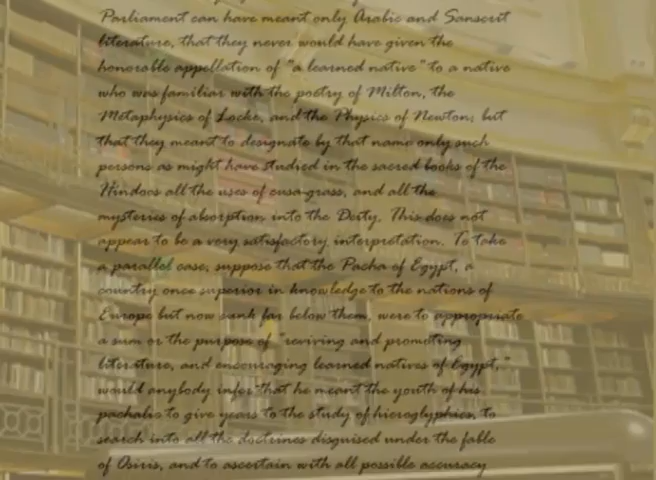 Parliament can have meant only Arabic and Sanscrit
literature, that they never would have given the
honorable appellation of "a learned native" to a native
who was familiar with the poetry of Milton, the
Metaphysics of Locke, and the Physics of Newton; but
that they meant to designate by that name only such
persons as might have studied in the sacred books of the
Hindoos all the uses of cusa-grass, and all the
mysteries of absorption into the Deity. This does not
appear to be a very satisfactory interpretation. To take
a parallel case; suppose that the Pacha of Egypt, a
country once superior in knowledge to the nations of
Europe but now sunk far below them, were to appropriate
a sum or the purpose of "reviving and promoting
literature, and encouraging learned natives of Egypt,"
would anybody infer that he meant the youth of his
pachalic to give years to the study of hieroglyphics, to
search into all the doctrines disguised under the fable
of Osiris, and to ascertain with all possible accuracy